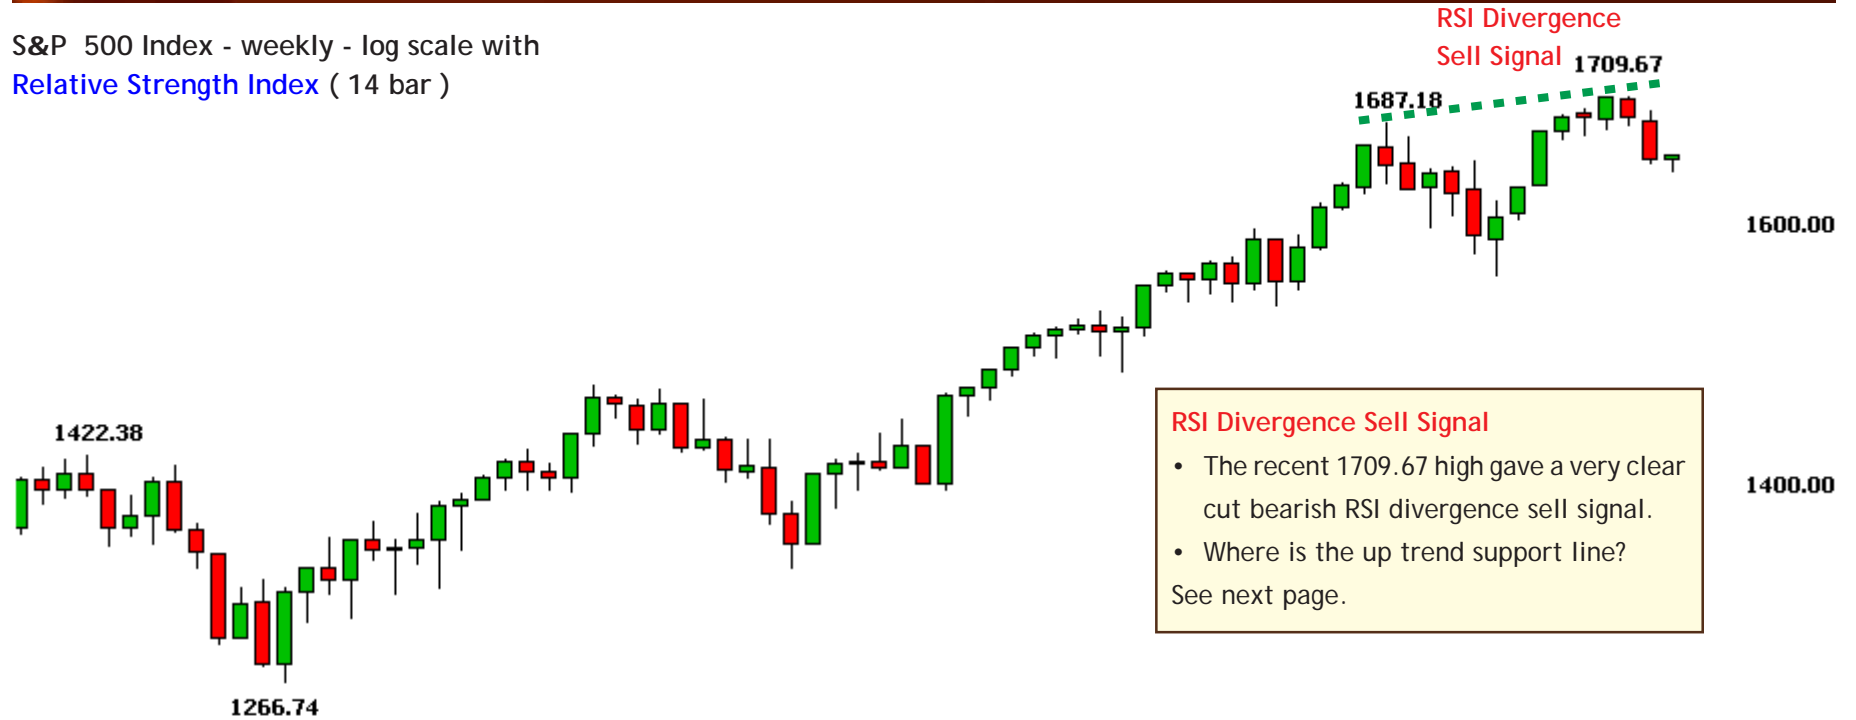 S&P 500 Index - weekly - log scale with
Relative Strength Index ( 14 bar )
RSI Divergence
Sell Signal
1709.67
1687.18
1600.00
1422.38
1400.00
1266.74
RSI Divergence Sell Signal
• The recent 1709.67 high gave a very clear
cut bearish RSI divergence sell signal.
• Where is the up trend support line?
See next page.